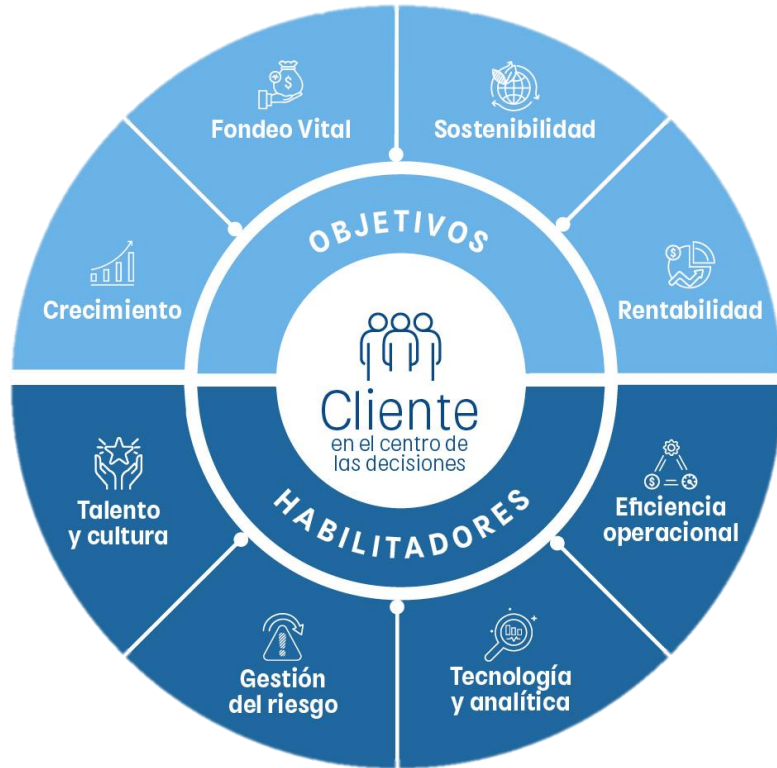 Fondeo Vital
Sostenibilidad
Crecimiento
Rentabilidad
OBJETIVOS
Cliente
en el centro de
las decisiones
HABILITADORES
Talento
y cultura
Eficiencia
operacional
Gestión
del riesgo
Tecnología
y analítica